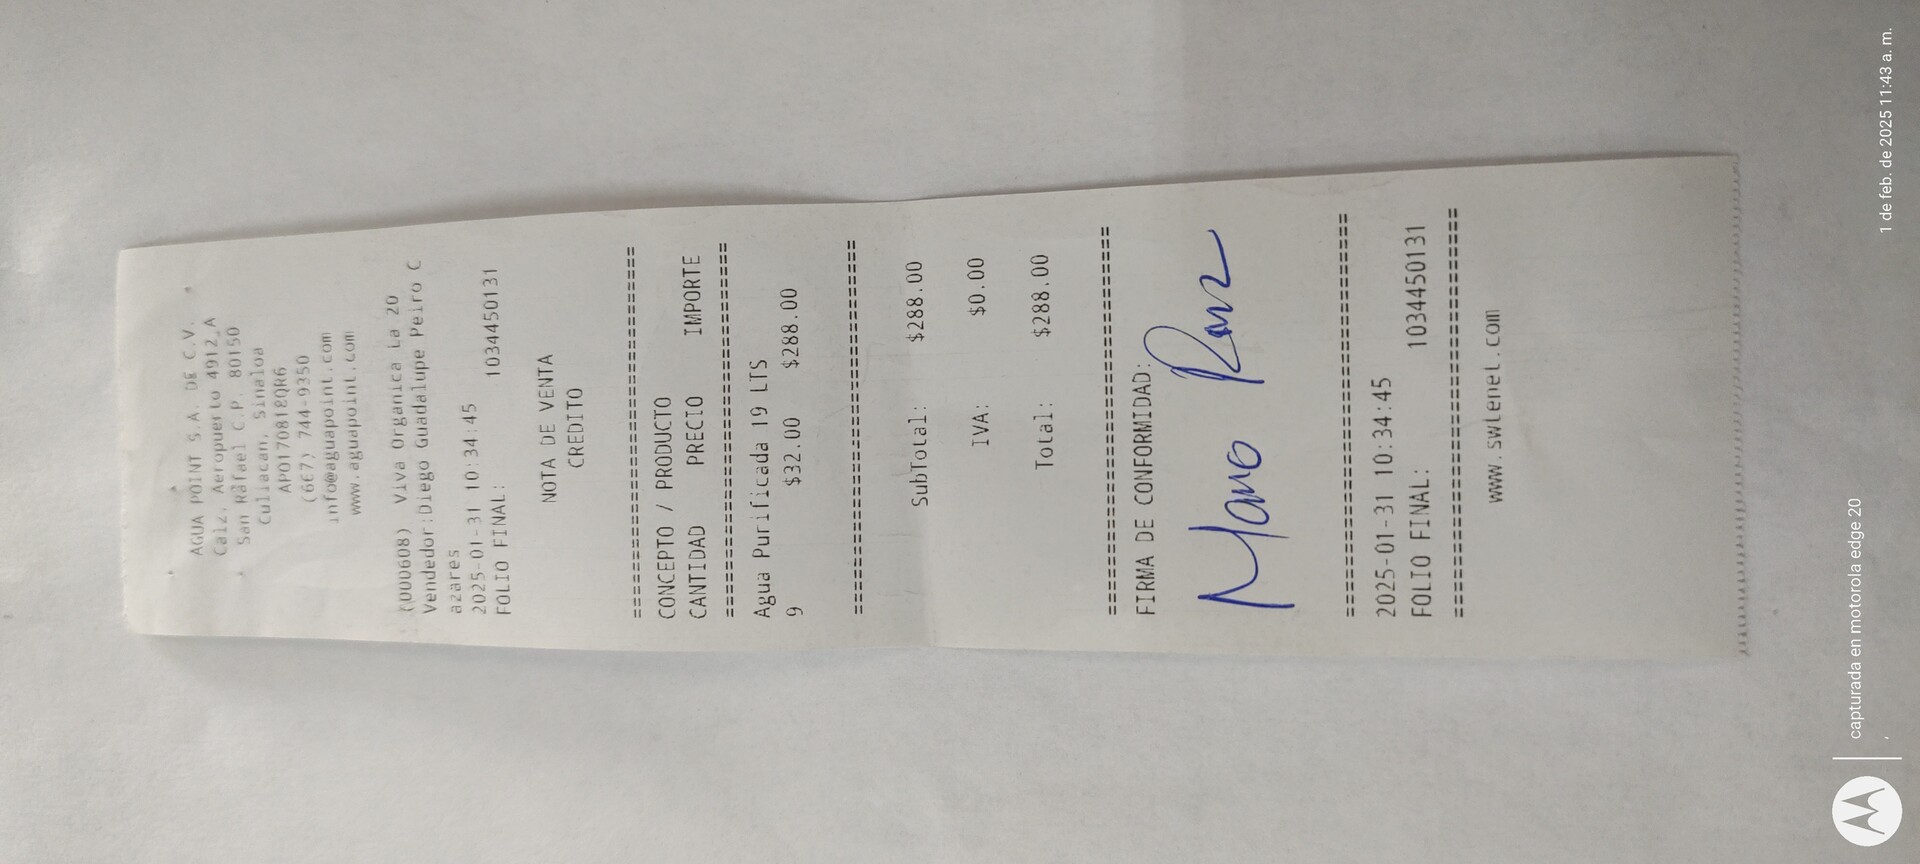 AGUA POINT S.A. DE C.V.
Calz. Aeropuerto 4912 A
San Rafael C.P. 80150
Culiacan, Sinaloa
APO170818QR6
(667) 744-9350
info@aguapoint.com
www.aguapoint.com
(000608) Viva Organica La 20
Vendedor:Diego Guadalupe Peiro C
azares
2025-01-31 10:34:45
FOLIO FINAL: 1034450131
NOTA DE VENTA
CREDITO
================================
CONCEPTO / PRODUCTO
CANTIDAD PRECIO IMPORTE
================================
Agua Purificada 19 LTS
9 $32.00 $288.00
================================
SubTotal: $288.00
IVA: $0.00
Total: $288.00
================================
FIRMA DE CONFORMIDAD:
================================
2025-01-31 10:34:45
FOLIO FINAL: 1034450131
================================
www.swtenet.com
capturada en motorola edge 20
1 de feb. de 2025 11:43 a. m.